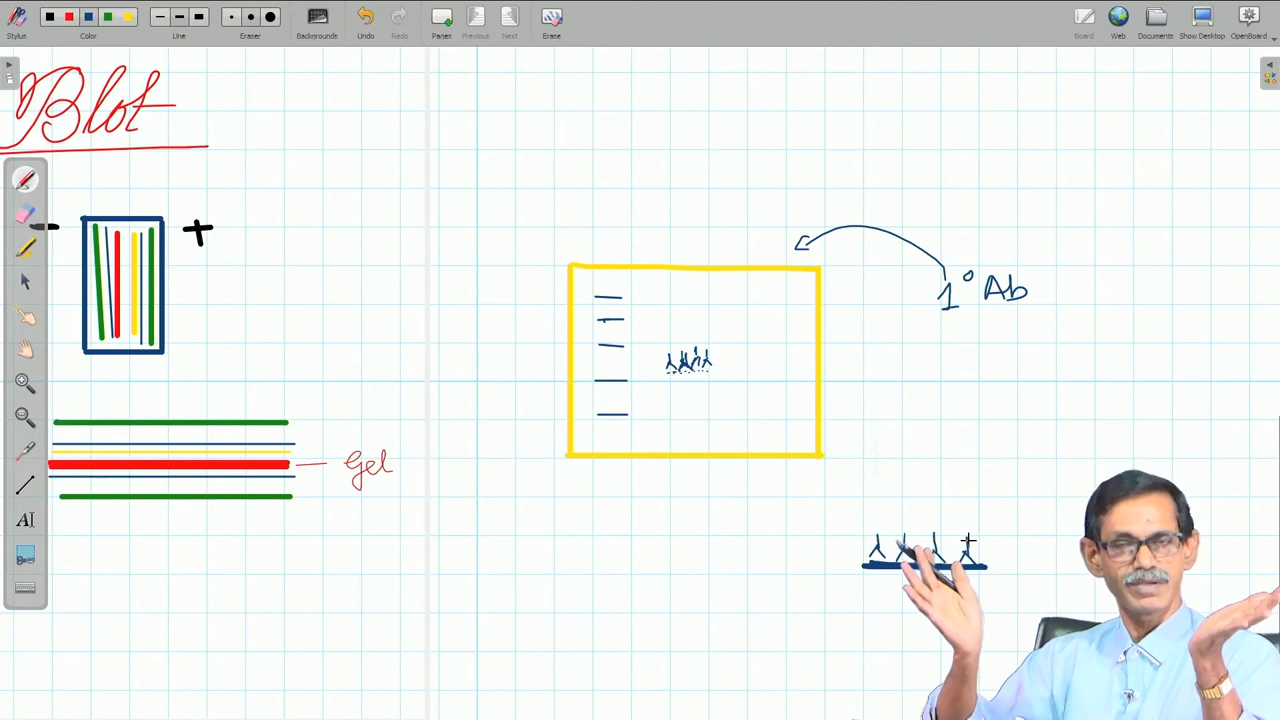 Stylus
Color
Line
Eraser
Backgrounds
Undo
Redo
Pages
Previous
Next
Erase
Board
Web
Documents
Show Desktop
OpenBoard
Blot
- +
1° Ab
Gel